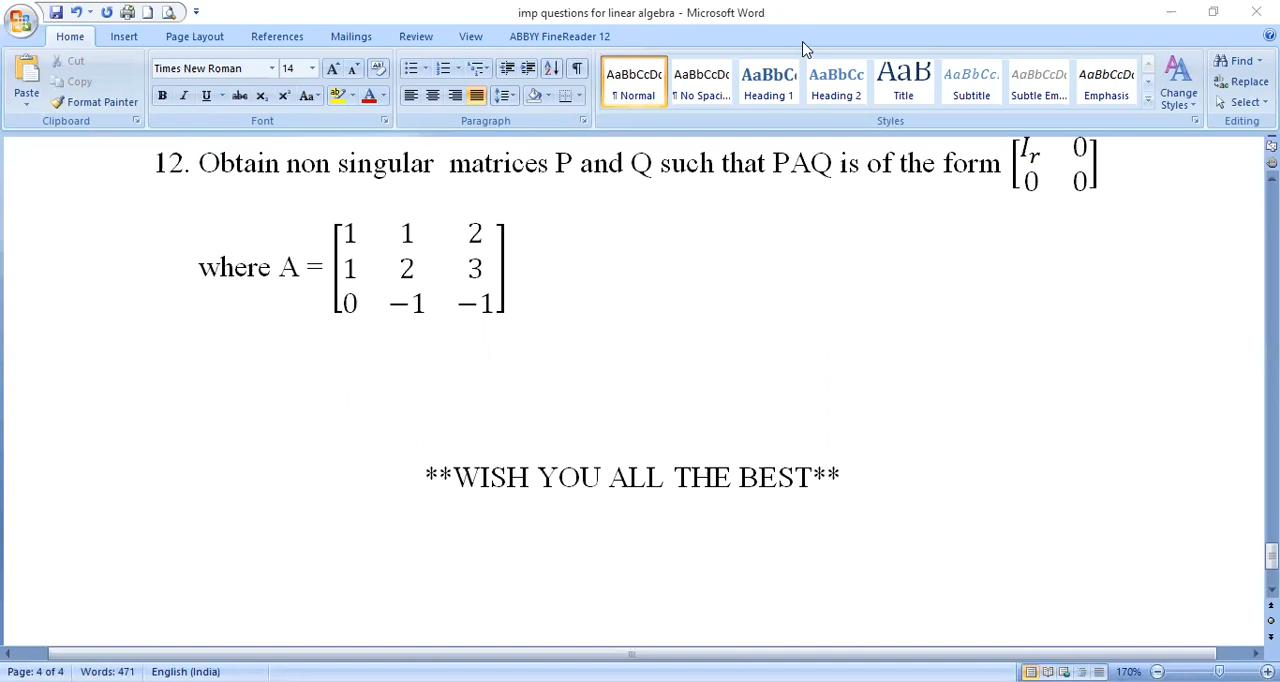 imp questions for linear algebra - Microsoft Word
Home Insert Page Layout References Mailings Review View ABBYY FineReader 12
Paste
Cut
Copy
Format Painter
Clipboard
Times New Roman 14
B I U abc x₂ x² Aa
Font
Paragraph
AaBbCcDc AaBbCcDc AaBbC AaBbCc AaB AaBbCc. AaBbCcDc AaBbCcDc
¶ Normal ¶ No Spaci... Heading 1 Heading 2 Title Subtitle Subtle Em... Emphasis
Change Styles
Styles
Find
Replace
Select
Editing
12. Obtain non singular matrices P and Q such that PAQ is of the form [Iᵣ 0
0 0]
where A = [1 1 2
1 2 3
0 −1 −1]
**WISH YOU ALL THE BEST**
Page: 4 of 4 Words: 471 English (India) 170%